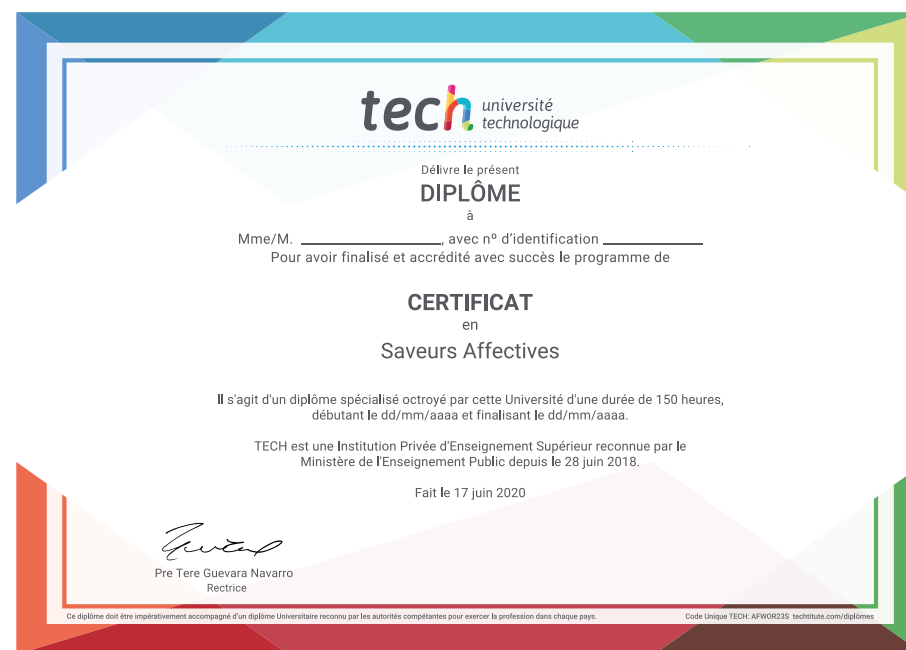 tech université
technologique
Délivre le présent
DIPLÔME
à
Mme/M. ____________________, avec nº d'identification ______________
Pour avoir finalisé et accrédité avec succès le programme de
CERTIFICAT
en
Saveurs Affectives
Il s'agit d'un diplôme spécialisé octroyé par cette Université d'une durée de 150 heures,
débutant le dd/mm/aaaa et finalisant le dd/mm/aaaa.
TECH est une Institution Privée d'Enseignement Supérieur reconnue par le
Ministère de l'Enseignement Public depuis le 28 juin 2018.
Fait le 17 juin 2020
Pre Tere Guevara Navarro
Rectrice
Ce diplôme doit être impérativement accompagné d'un diplôme Universitaire reconnu par les autorités compétantes pour exercer la profession dans chaque pays.
Code Unique TECH: AFWOR23S techtitute.com/diplômes